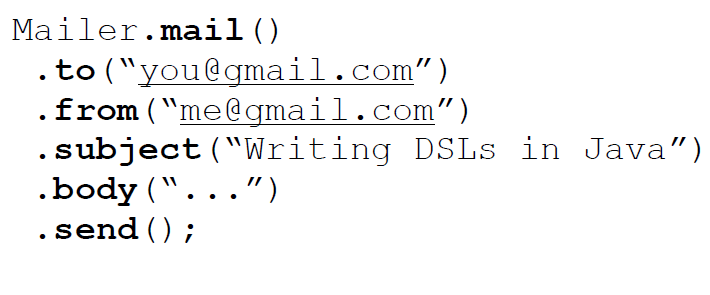 Mailer.mail()
.to(“you@gmail.com”)
.from(“me@gmail.com”)
.subject(“Writing DSLs in Java”)
.body(“...”)
.send();